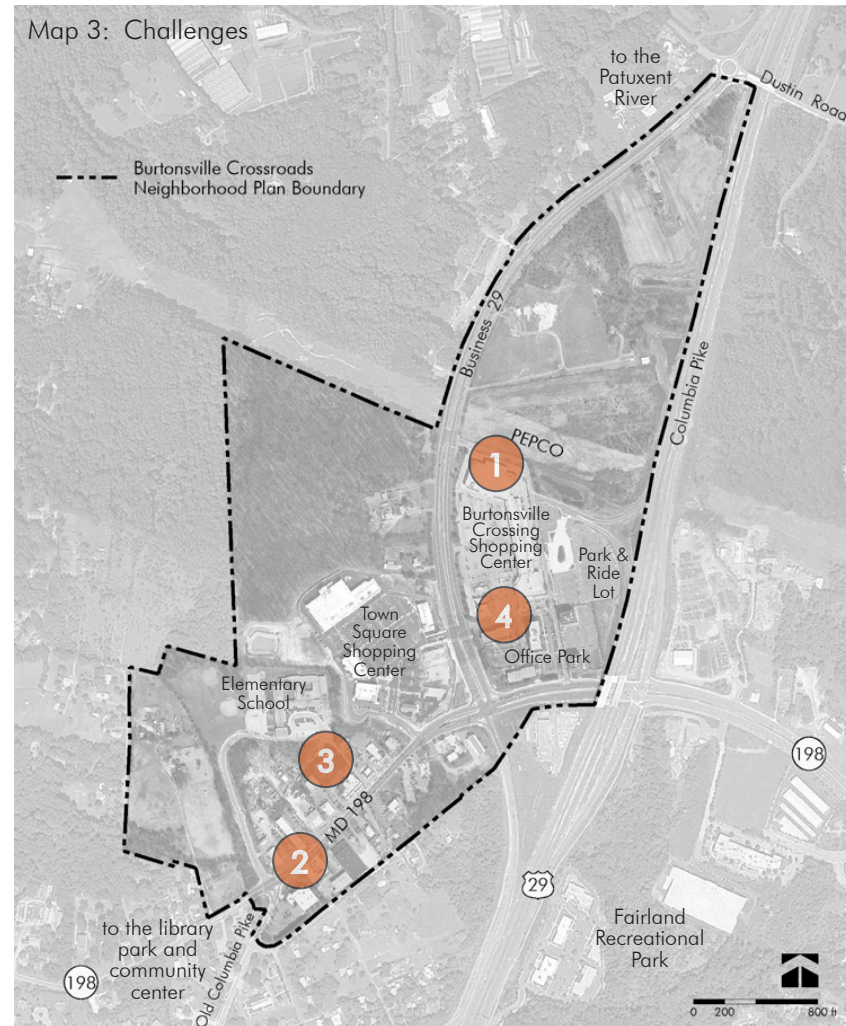 Map 3: Challenges
to the
Patuxent
River
Dustin Road
Burtonsville Crossroads
Neighborhood Plan Boundary
Business 29
Columbia Pike
PEPCO
1
Burtonsville
Crossing
Shopping
Center
Park &
Ride
Lot
4
Town
Square
Shopping
Center
Office Park
Elementary
School
3
198
MD 198
2
29
Fairland
Recreational
Park
to the library
park and
community
center
198
Old Columbia Pike
0 200 800 ft